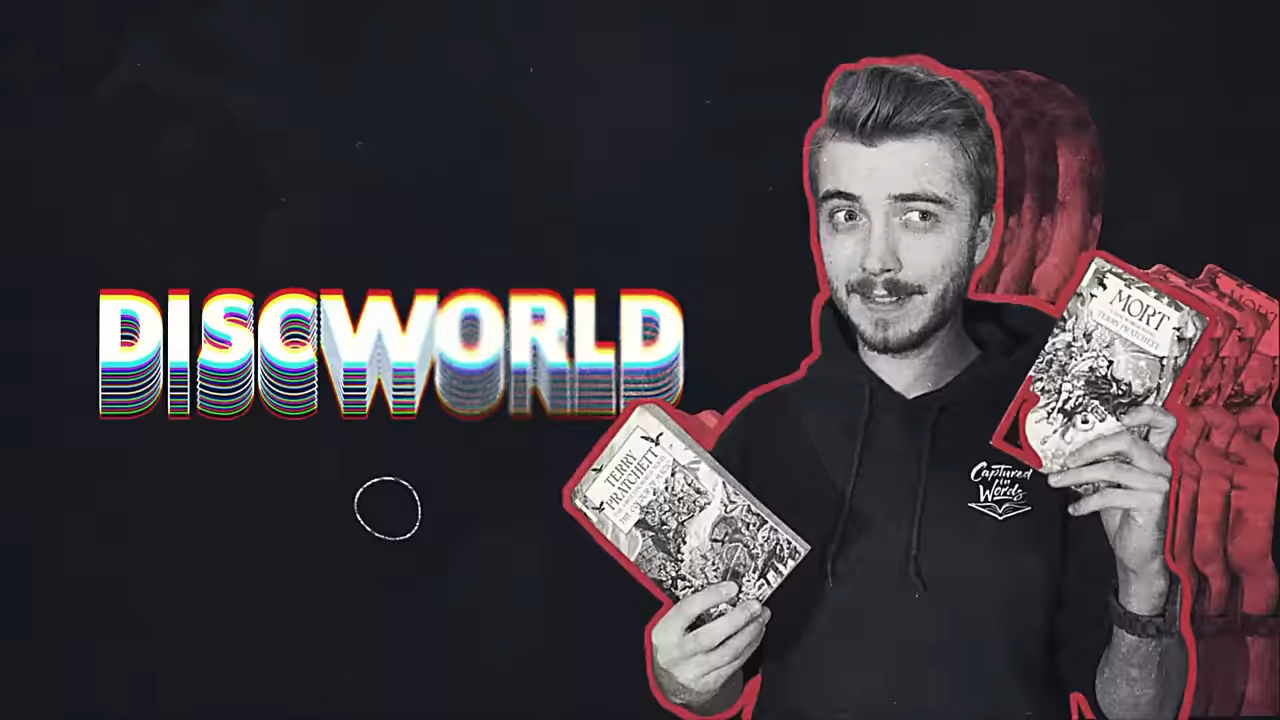 DISCWORLD
MORT
TERRY PRATCHETT
TERRY
PRATCHETT
Captured
in
Words